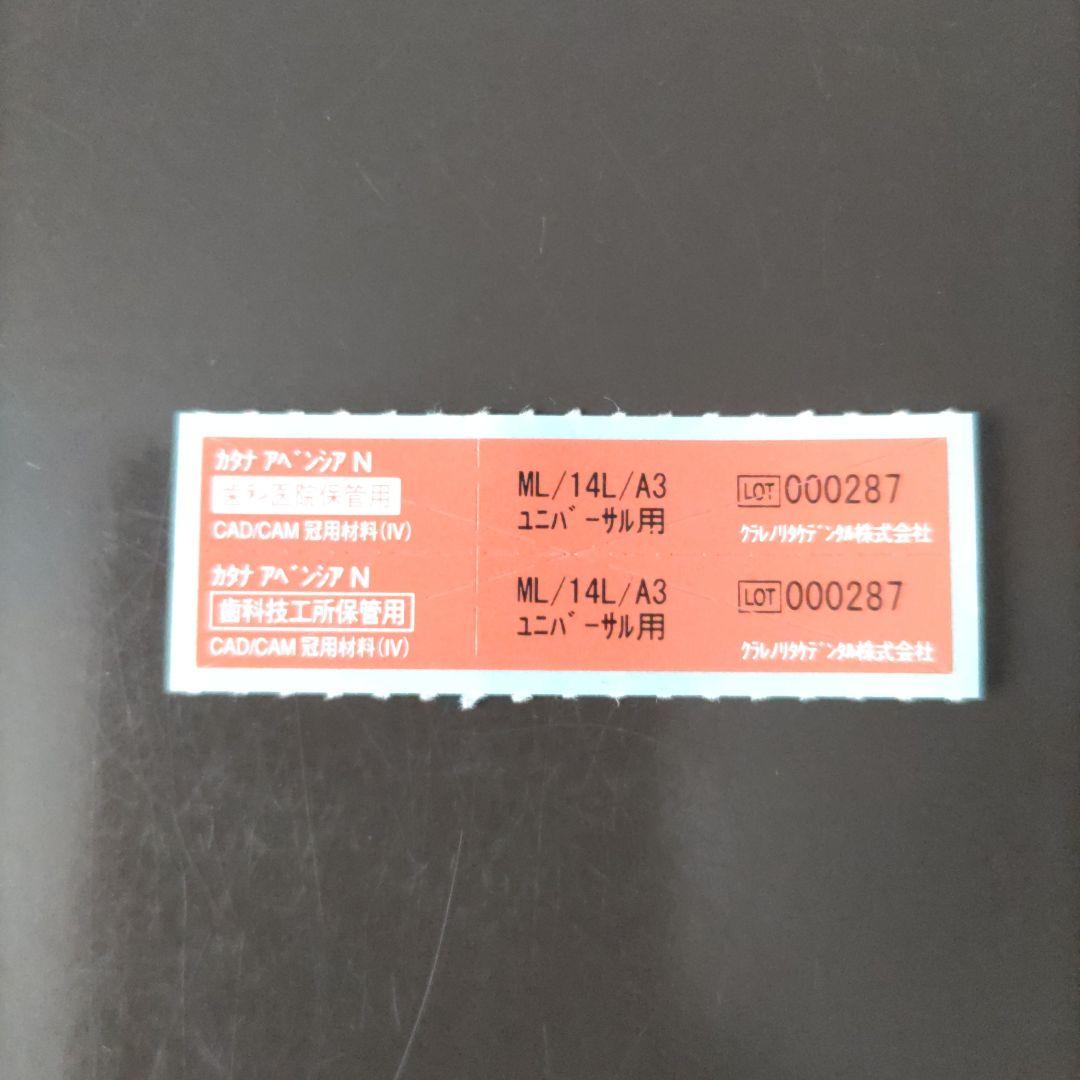 ｶﾀﾅ ｱﾍﾞﾝｼｱ N
歯科医院保管用
CAD/CAM 冠用材料(IV)
ML/14L/A3
ﾕﾆﾊﾞｰｻﾙ用
LOT 000287
ｸﾗﾚﾉﾘﾀｹﾃﾞﾝﾀﾙ株式会社
ｶﾀﾅ ｱﾍﾞﾝｼｱ N
歯科技工所保管用
CAD/CAM 冠用材料(IV)
ML/14L/A3
ﾕﾆﾊﾞｰｻﾙ用
LOT 000287
ｸﾗﾚﾉﾘﾀｹﾃﾞﾝﾀﾙ株式会社